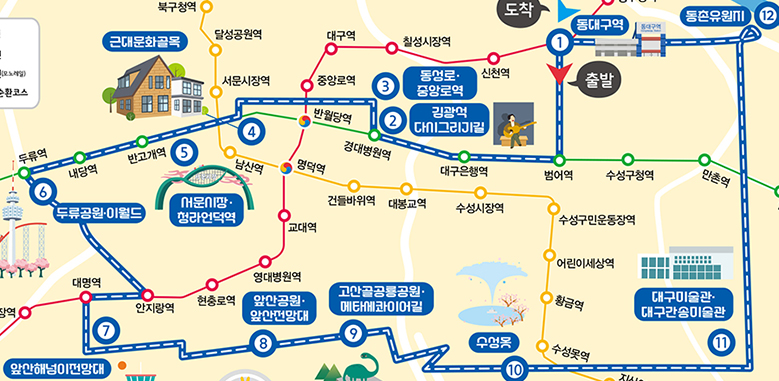 북구청역
도착
동촌유원지
12
동대구역
동대구역
1
달성공원역
근대문화골목
대구역
칠성시장역
신천역
출발
서문시장역
중앙로역
3
동성로·
중앙로역
순환코스
반월당역
2
김광석
다시그리기길
4
두류역
내당역
반고개역
5
경대병원역
남산역
명덕역
대구은행역
범어역
수성구청역
만촌역
6
서문시장·
청라언덕역
건들바위역
대봉교역
수성시장역
두류공원·이월드
교대역
수성구민운동장역
영대병원역
어린이세상역
대명역
안지랑역
현충로역
앞산공원·
앞산전망대
고산골공룡공원·
메타세콰이어길
황금역
대구미술관·
대구간송미술관
7
8
9
수성못
11
수성못역
앞산해넘이전망대
10